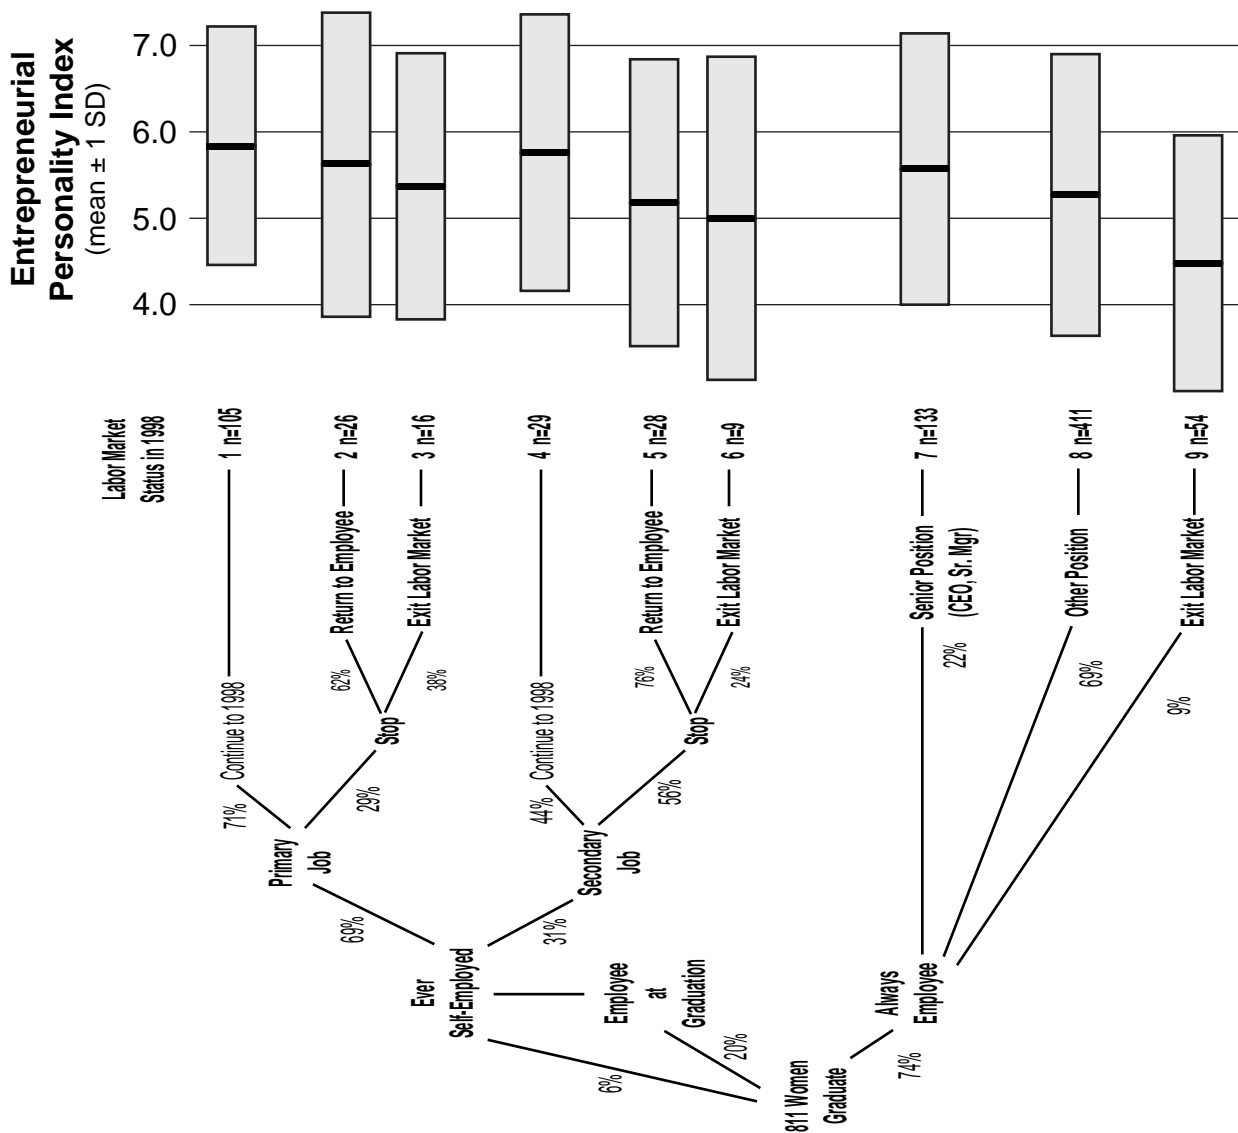 Entrepreneurial
Personality Index
(mean ± 1 SD)
7.0
6.0
5.0
4.0
Labor Market
Status in 1998
1 n=105
2 n=26
3 n=16
4 n=29
5 n=28
6 n=9
7 n=133
8 n=411
9 n=54
Return to Employee
Exit Labor Market
Return to Employee
Exit Labor Market
Senior Position
(CEO, Sr. Mgr)
Other Position
Exit Labor Market
62%
38%
76%
24%
22%
69%
9%
Continue to 1998
Stop
Continue to 1998
Stop
71%
29%
44%
56%
Primary
Job
Secondary
Job
69%
31%
Ever
Self-Employed
Employee
at
Graduation
Always
Employee
6%
20%
74%
811 Women
Graduate